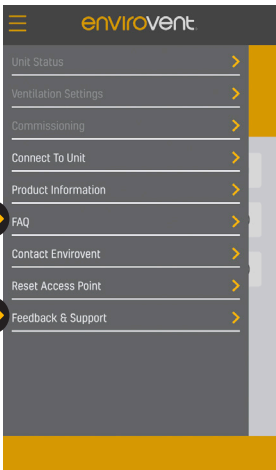 envirovent.
Unit Status
Ventilation Settings
Commissioning
Connect To Unit
Product Information
FAQ
Contact Envirovent
Reset Access Point
Feedback & Support